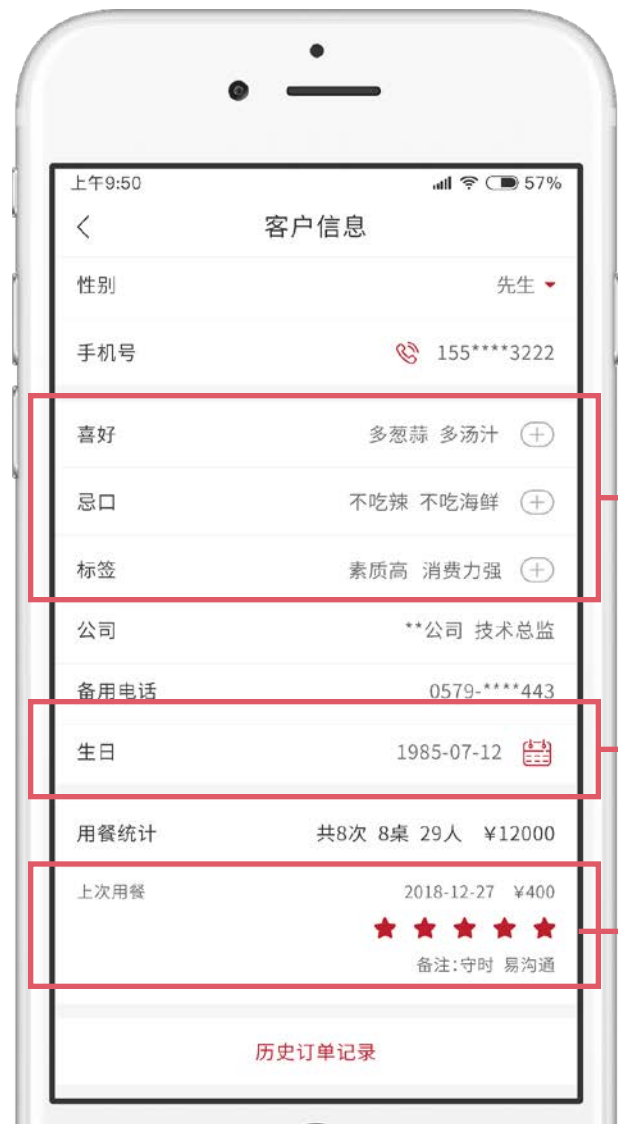 上午9:50 57%
客户信息
性别 先生
手机号 155****3222
喜好 多葱蒜 多汤汁
忌口 不吃辣 不吃海鲜
标签 素质高 消费力强
公司 **公司 技术总监
备用电话 0579-****443
生日 1985-07-12
用餐统计 共8次 8桌 29人 ¥12000
上次用餐 2018-12-27 ¥400
备注:守时 易沟通
历史订单记录